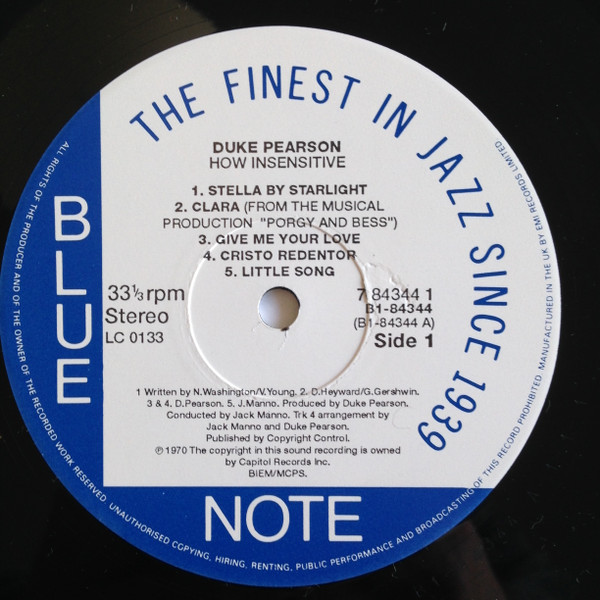 THE FINEST IN JAZZ SINCE 1939
DUKE PEARSON
HOW INSENSITIVE
1. STELLA BY STARLIGHT
2. CLARA (FROM THE MUSICAL
PRODUCTION "PORGY AND BESS")
3. GIVE ME YOUR LOVE
4. CRISTO REDENTOR
5. LITTLE SONG
BLUE
33⅓ rpm
Stereo
LC 0133
7 84344 1
B1-84344
(B1-84344 A)
Side 1
1 Written by N.Washington/V.Young. 2. D.Heyward/G.Gershwin.
3 & 4. D.Pearson. 5. J.Manno. Produced by Duke Pearson.
Conducted by Jack Manno. Trk 4 arrangement by
Jack Manno and Duke Pearson.
Published by Copyright Control.
℗ 1970 The copyright in this sound recording is owned
by Capitol Records Inc.
BIEM/MCPS.
NOTE
ALL RIGHTS OF THE PRODUCER AND OF THE OWNER OF THE RECORDED WORK RESERVED. UNAUTHORISED COPYING, HIRING, RENTING, PUBLIC PERFORMANCE AND BROADCASTING OF THIS RECORD PROHIBITED. MANUFACTURED IN THE UK BY EMI RECORDS LIMITED